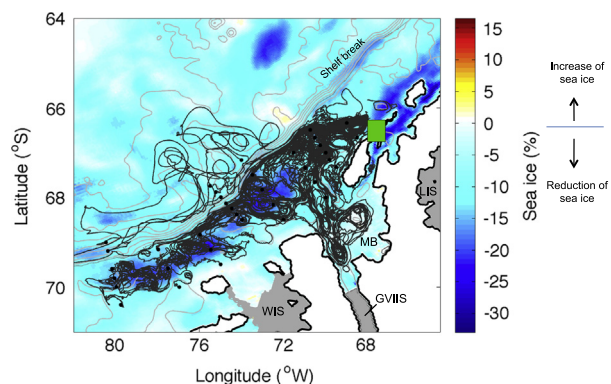 64
66
68
70
Latitude (°S)
80
76
72
68
Longitude (°W)
Shelf break
LIS
MB
GVIIS
WIS
15
10
5
0
-5
-10
-15
-20
-25
-30
Sea ice (%)
Increase of
sea ice
Reduction of
sea ice